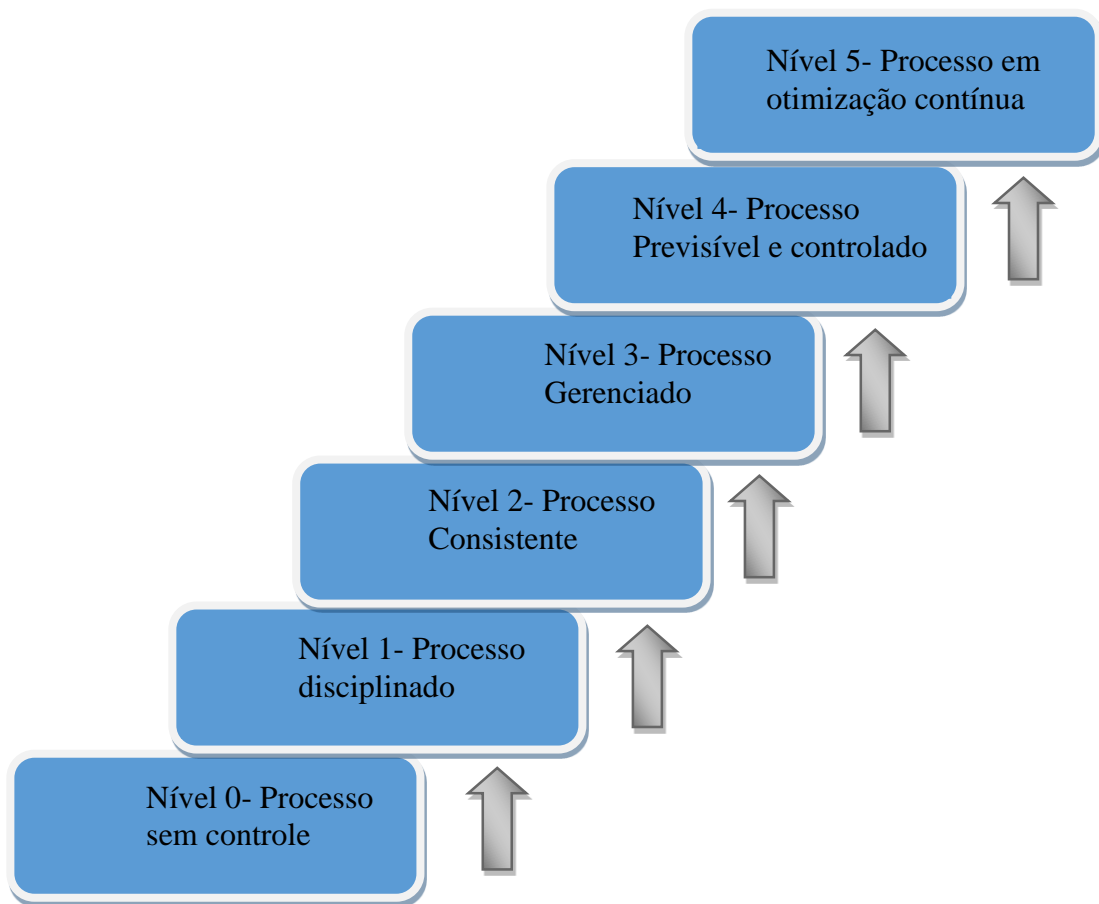 Nível 5- Processo em
otimização contínua
Nível 4- Processo
Previsível e controlado
Nível 3- Processo
Gerenciado
Nível 2- Processo
Consistente
Nível 1- Processo
disciplinado
Nível 0- Processo
sem controle